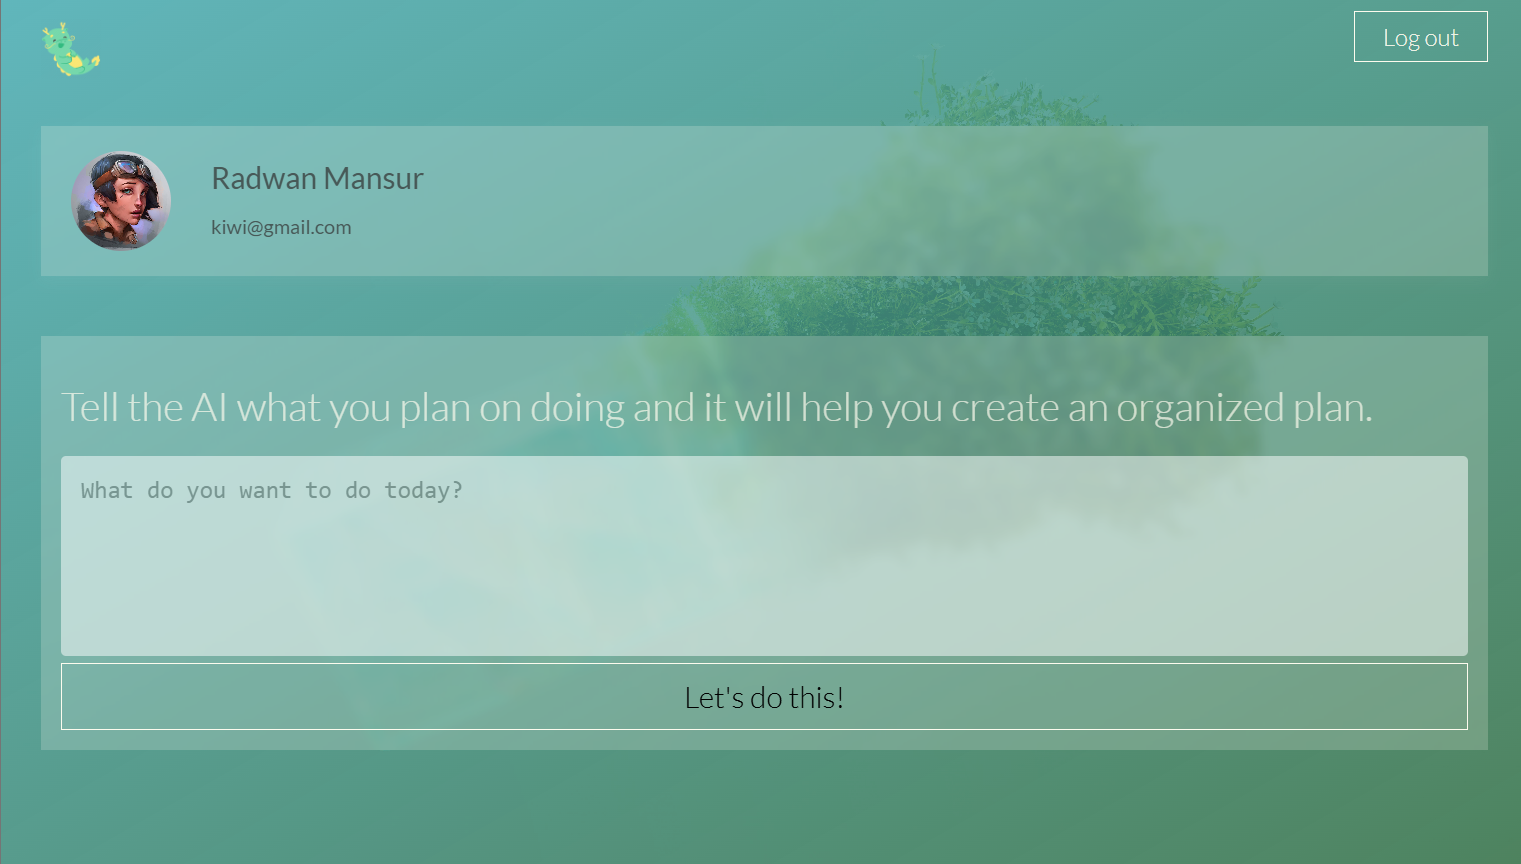 Log out
Radwan Mansur
kiwi@gmail.com
Tell the AI what you plan on doing and it will help you create an organized plan.
What do you want to do today?
Let's do this!